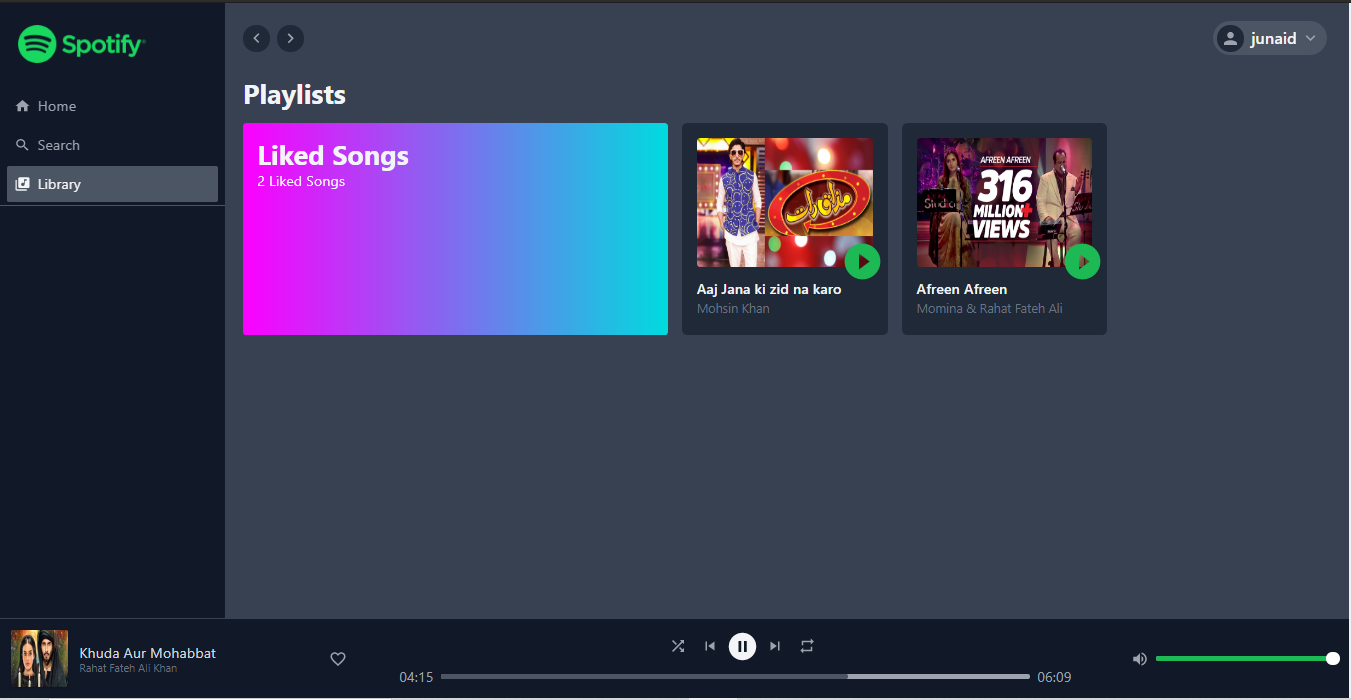 Spotify
junaid
Home
Search
Library
Playlists
Liked Songs
2 Liked Songs
مذاق رات
Aaj Jana ki zid na karo
Mohsin Khan
AFREEN AFREEN
316
MILLION+
VIEWS
Afreen Afreen
Momina & Rahat Fateh Ali
Khuda Aur Mohabbat
Rahat Fateh Ali Khan
04:15
06:09